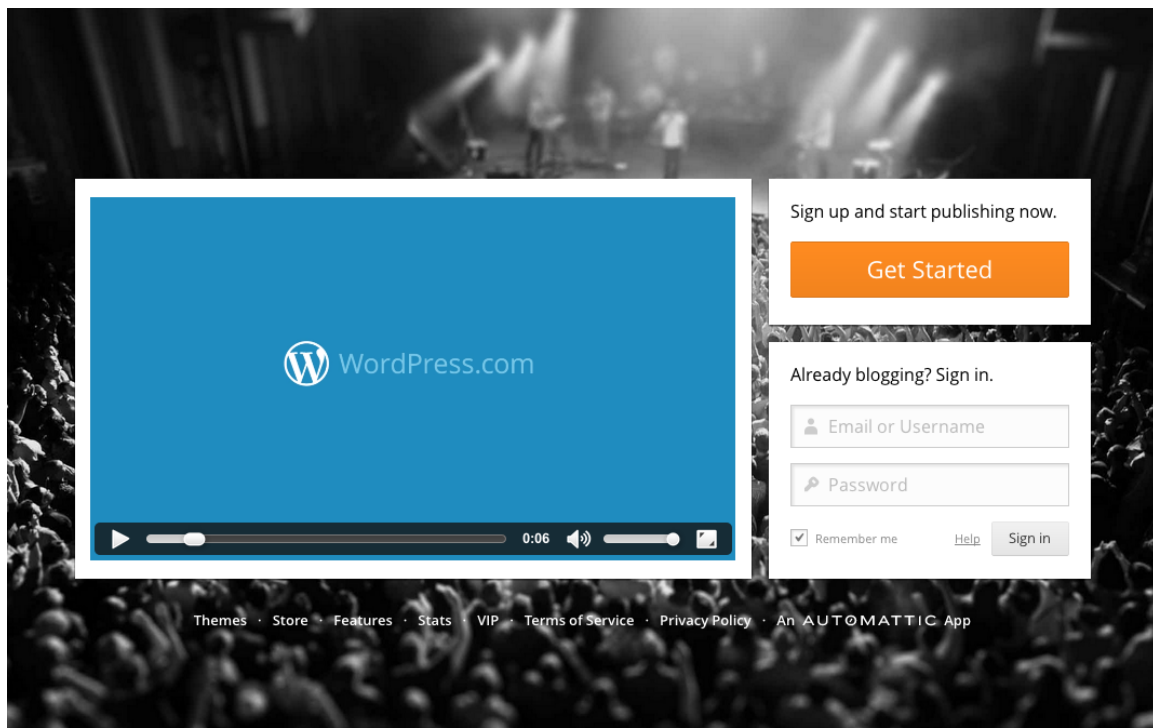 WordPress.com
0:06
Sign up and start publishing now.
Get Started
Already blogging? Sign in.
Email or Username
Password
Remember me Help Sign in
Themes · Store · Features · Stats · VIP · Terms of Service · Privacy Policy · An AUTOMATTIC App